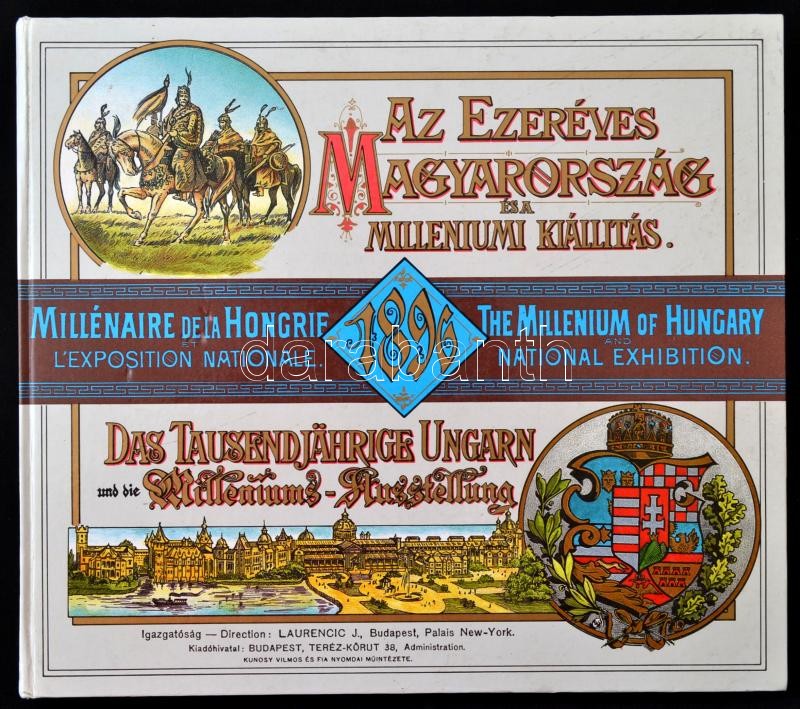 AZ EZERÉVES
MAGYARORSZÁG
ÉS A
MILLENIUMI KIÁLLITÁS.
MILLÉNAIRE DE LA HONGRIE
ET
L'EXPOSITION NATIONALE.
1896
THE MILLENIUM OF HUNGARY
AND
NATIONAL EXHIBITION.
darabanth
DAS TAUSENDJÄHRIGE UNGARN
und die Milleniums-Ausstellung
Igazgatóság — Direction: LAURENCIC J., Budapest, Palais New-York.
Kiadóhivatal: BUDAPEST, TERÉZ-KÖRUT 38, Administration.
KUNOSY VILMOS ÉS FIA NYOMDAI MŰINTÉZETE.